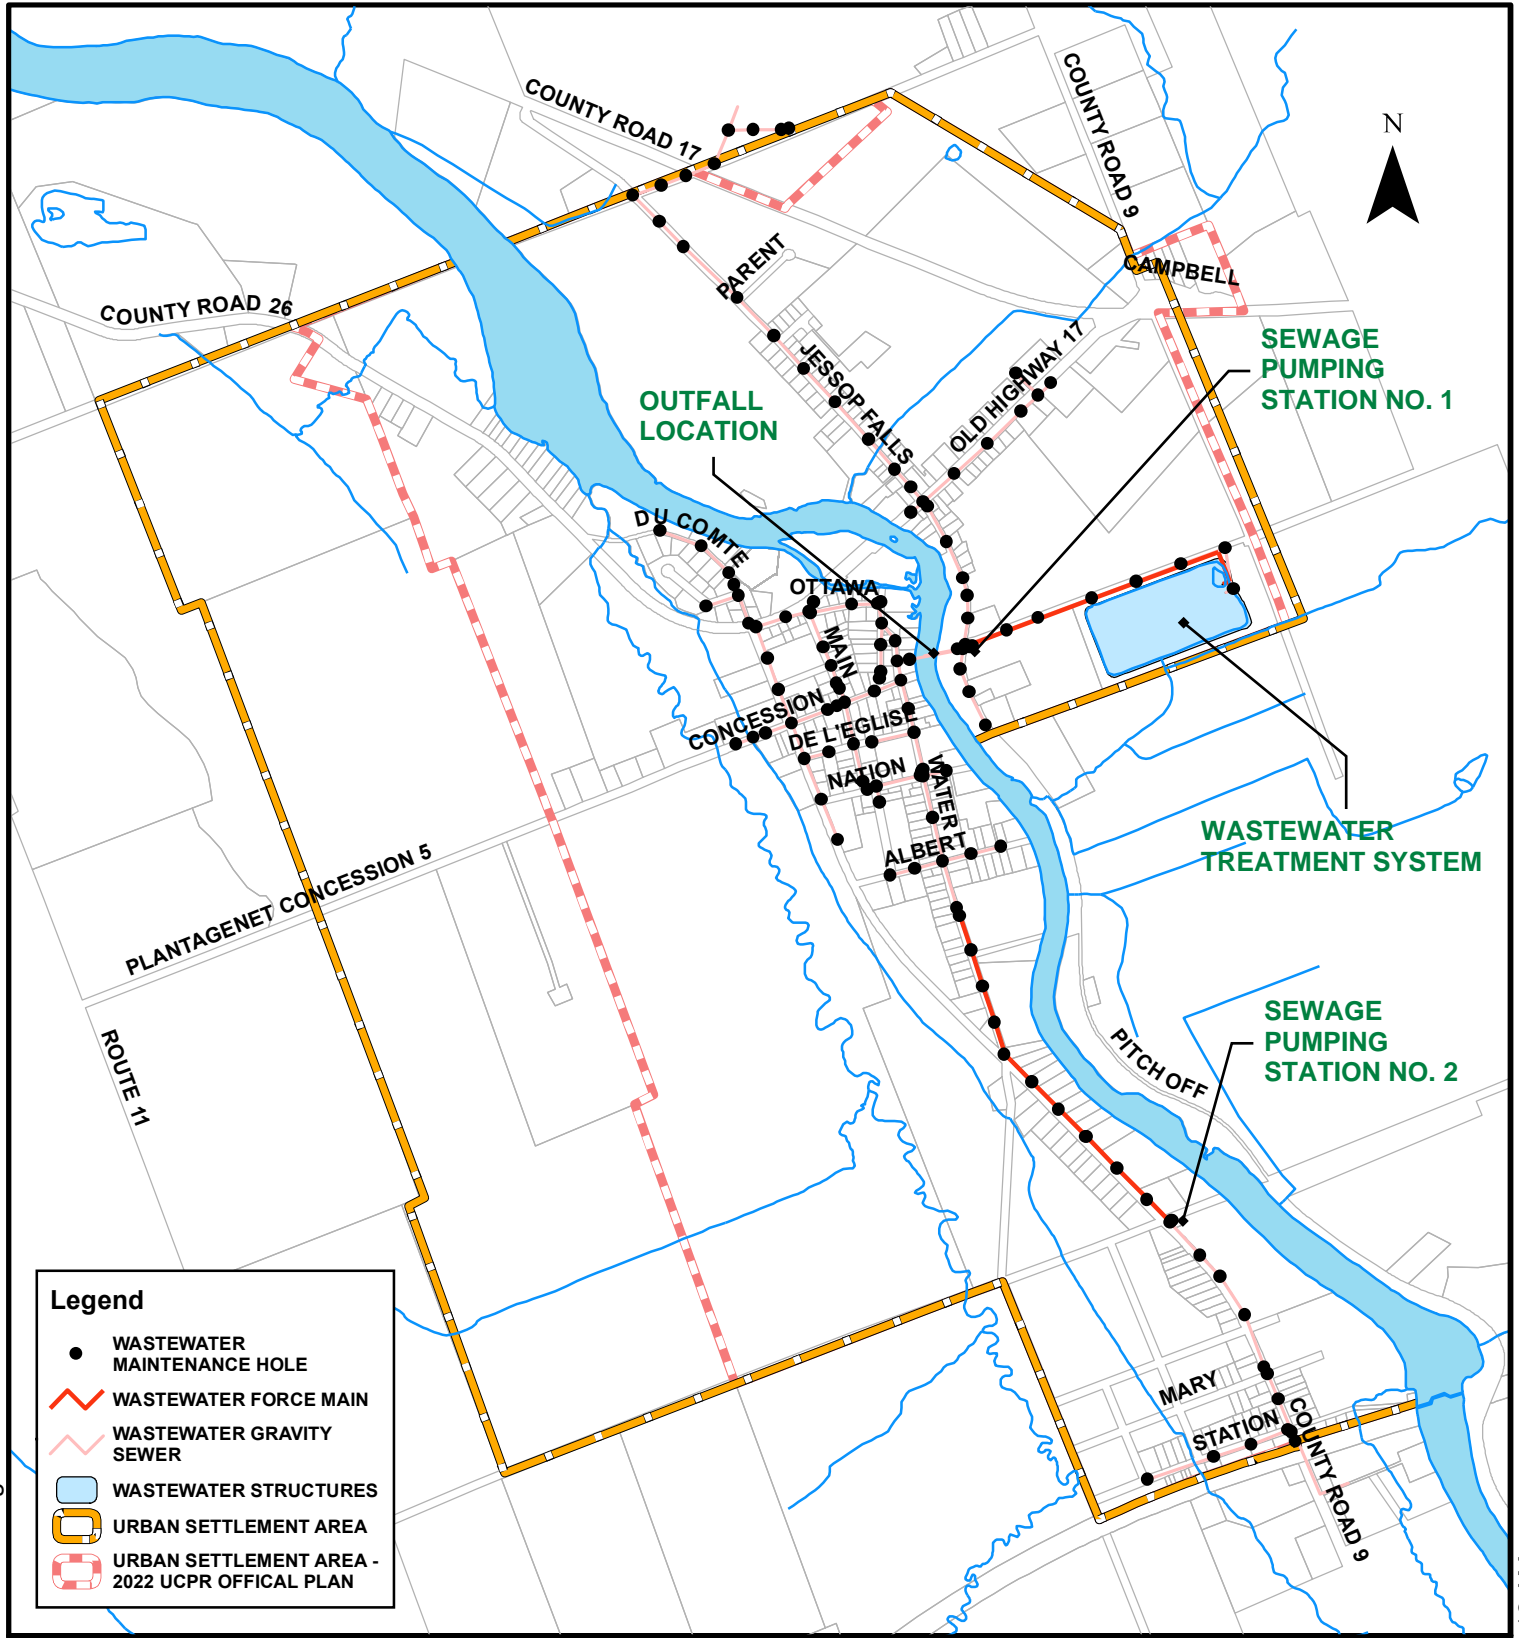 COUNTY ROAD 17
COUNTY ROAD 9
N
PARENT
CAMPBELL
COUNTY ROAD 26
JESSOP FALLS
OLD HIGHWAY 17
SEWAGE
PUMPING
STATION NO. 1
OUTFALL
LOCATION
DU COMTE
OTTAWA
MAIN
CONCESSION
DE L'EGLISE
NATION
WATER
ALBERT
WASTEWATER
TREATMENT SYSTEM
PLANTAGENET CONCESSION 5
ROUTE 11
PITCH OFF
SEWAGE
PUMPING
STATION NO. 2
MARY
STATION
COUNTY ROAD 9
Legend
WASTEWATER
MAINTENANCE HOLE
WASTEWATER FORCE MAIN
WASTEWATER GRAVITY
SEWER
WASTEWATER STRUCTURES
URBAN SETTLEMENT AREA
URBAN SETTLEMENT AREA -
2022 UCPR OFFICAL PLAN